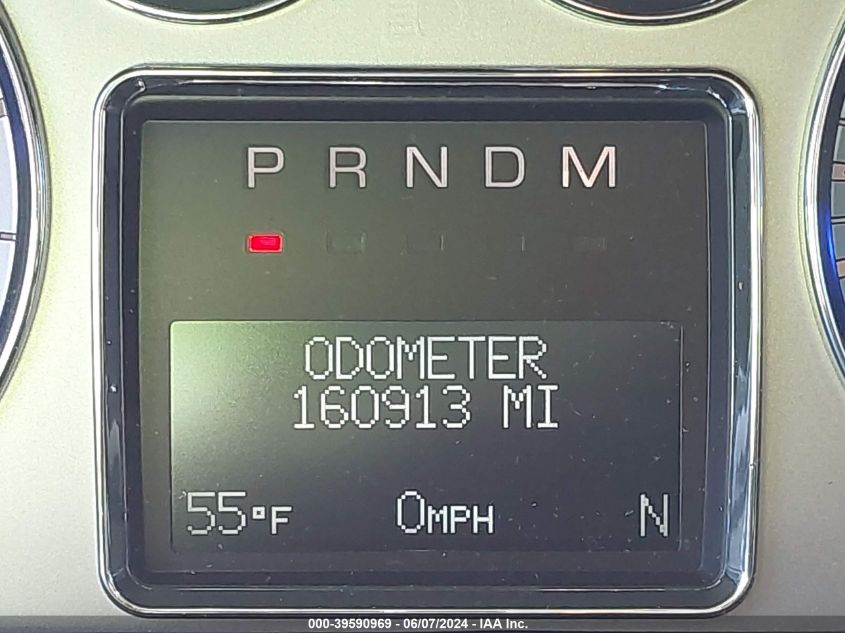 P R N D M
ODOMETER
160913 MI
55°F 0MPH N
000-39590969 - 06/07/2024 - IAA Inc.